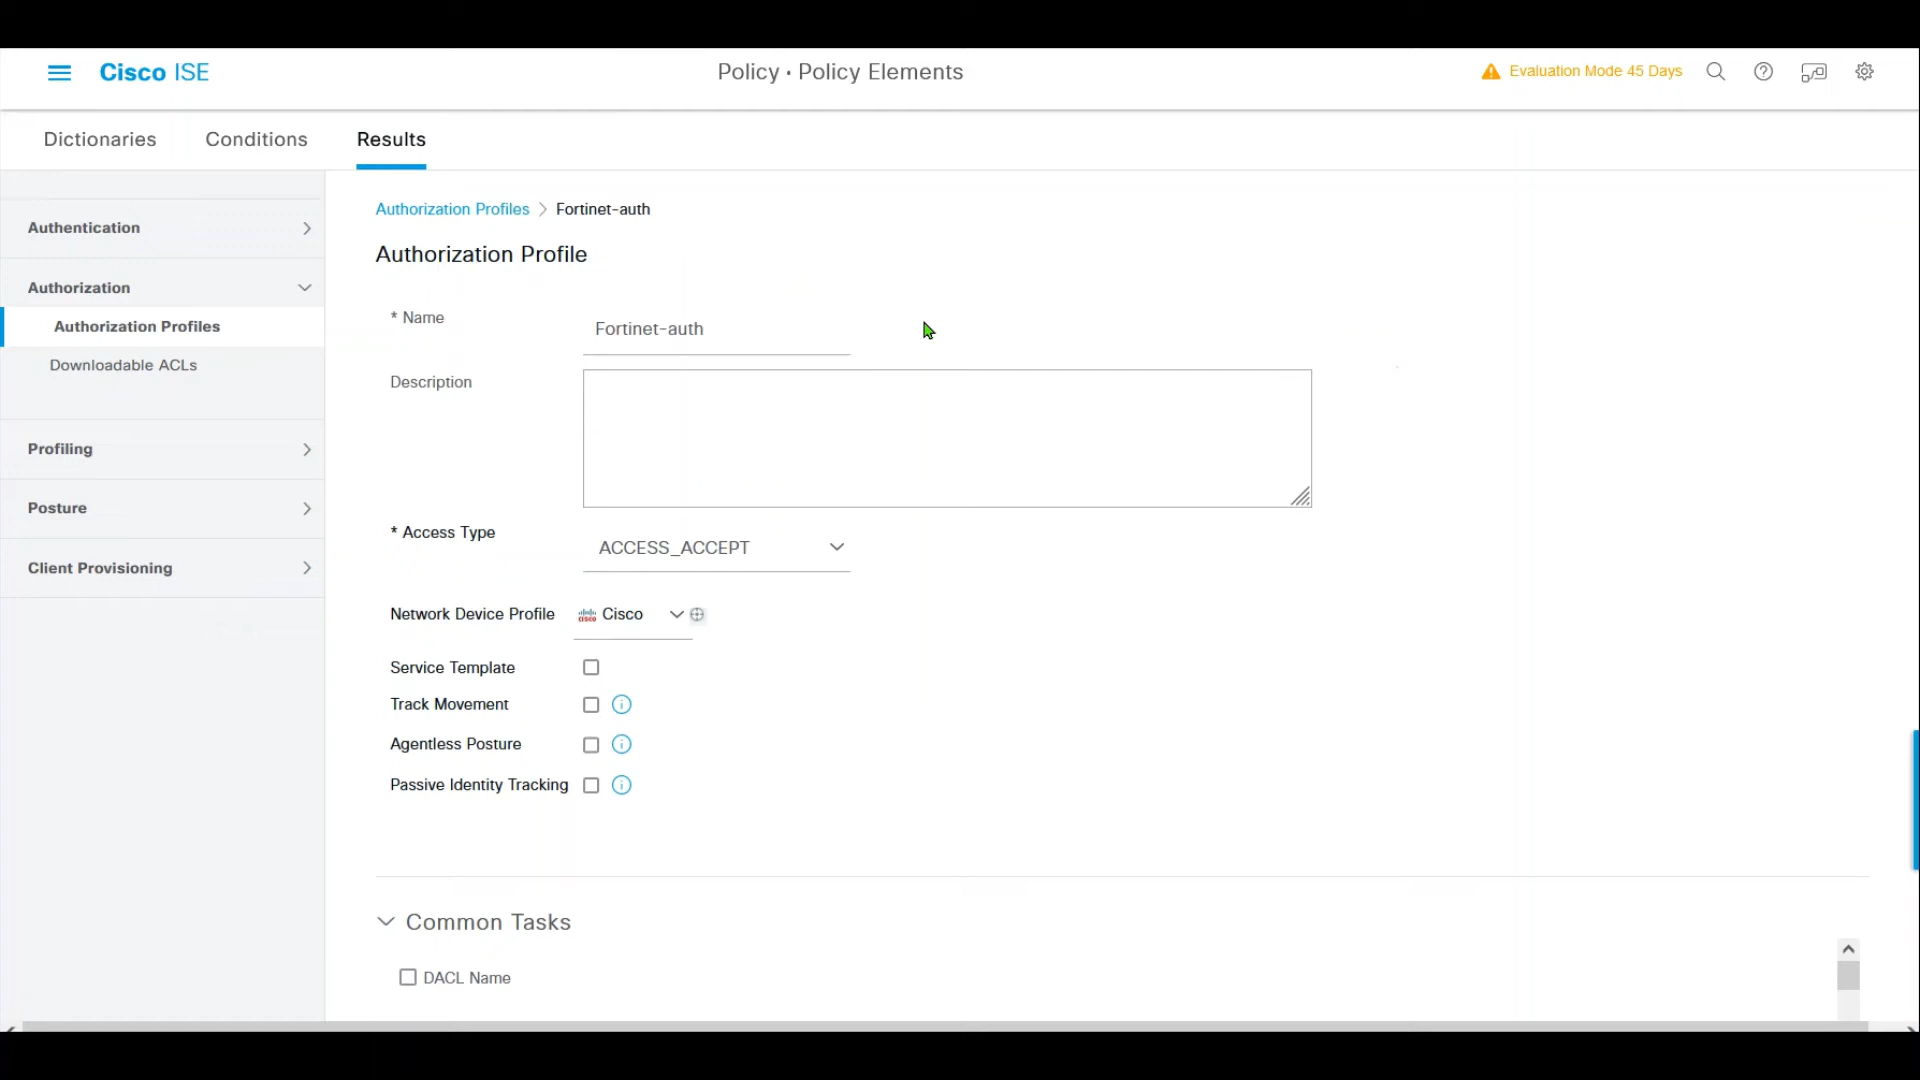 Cisco ISE
Policy · Policy Elements
Evaluation Mode 45 Days
Dictionaries
Conditions
Results
Authentication
Authorization
Authorization Profiles
Downloadable ACLs
Profiling
Posture
Client Provisioning
Authorization Profiles > Fortinet-auth
Authorization Profile
* Name
Fortinet-auth
Description
* Access Type
ACCESS_ACCEPT
Network Device Profile
Cisco
Service Template
Track Movement
Agentless Posture
Passive Identity Tracking
Common Tasks
DACL Name